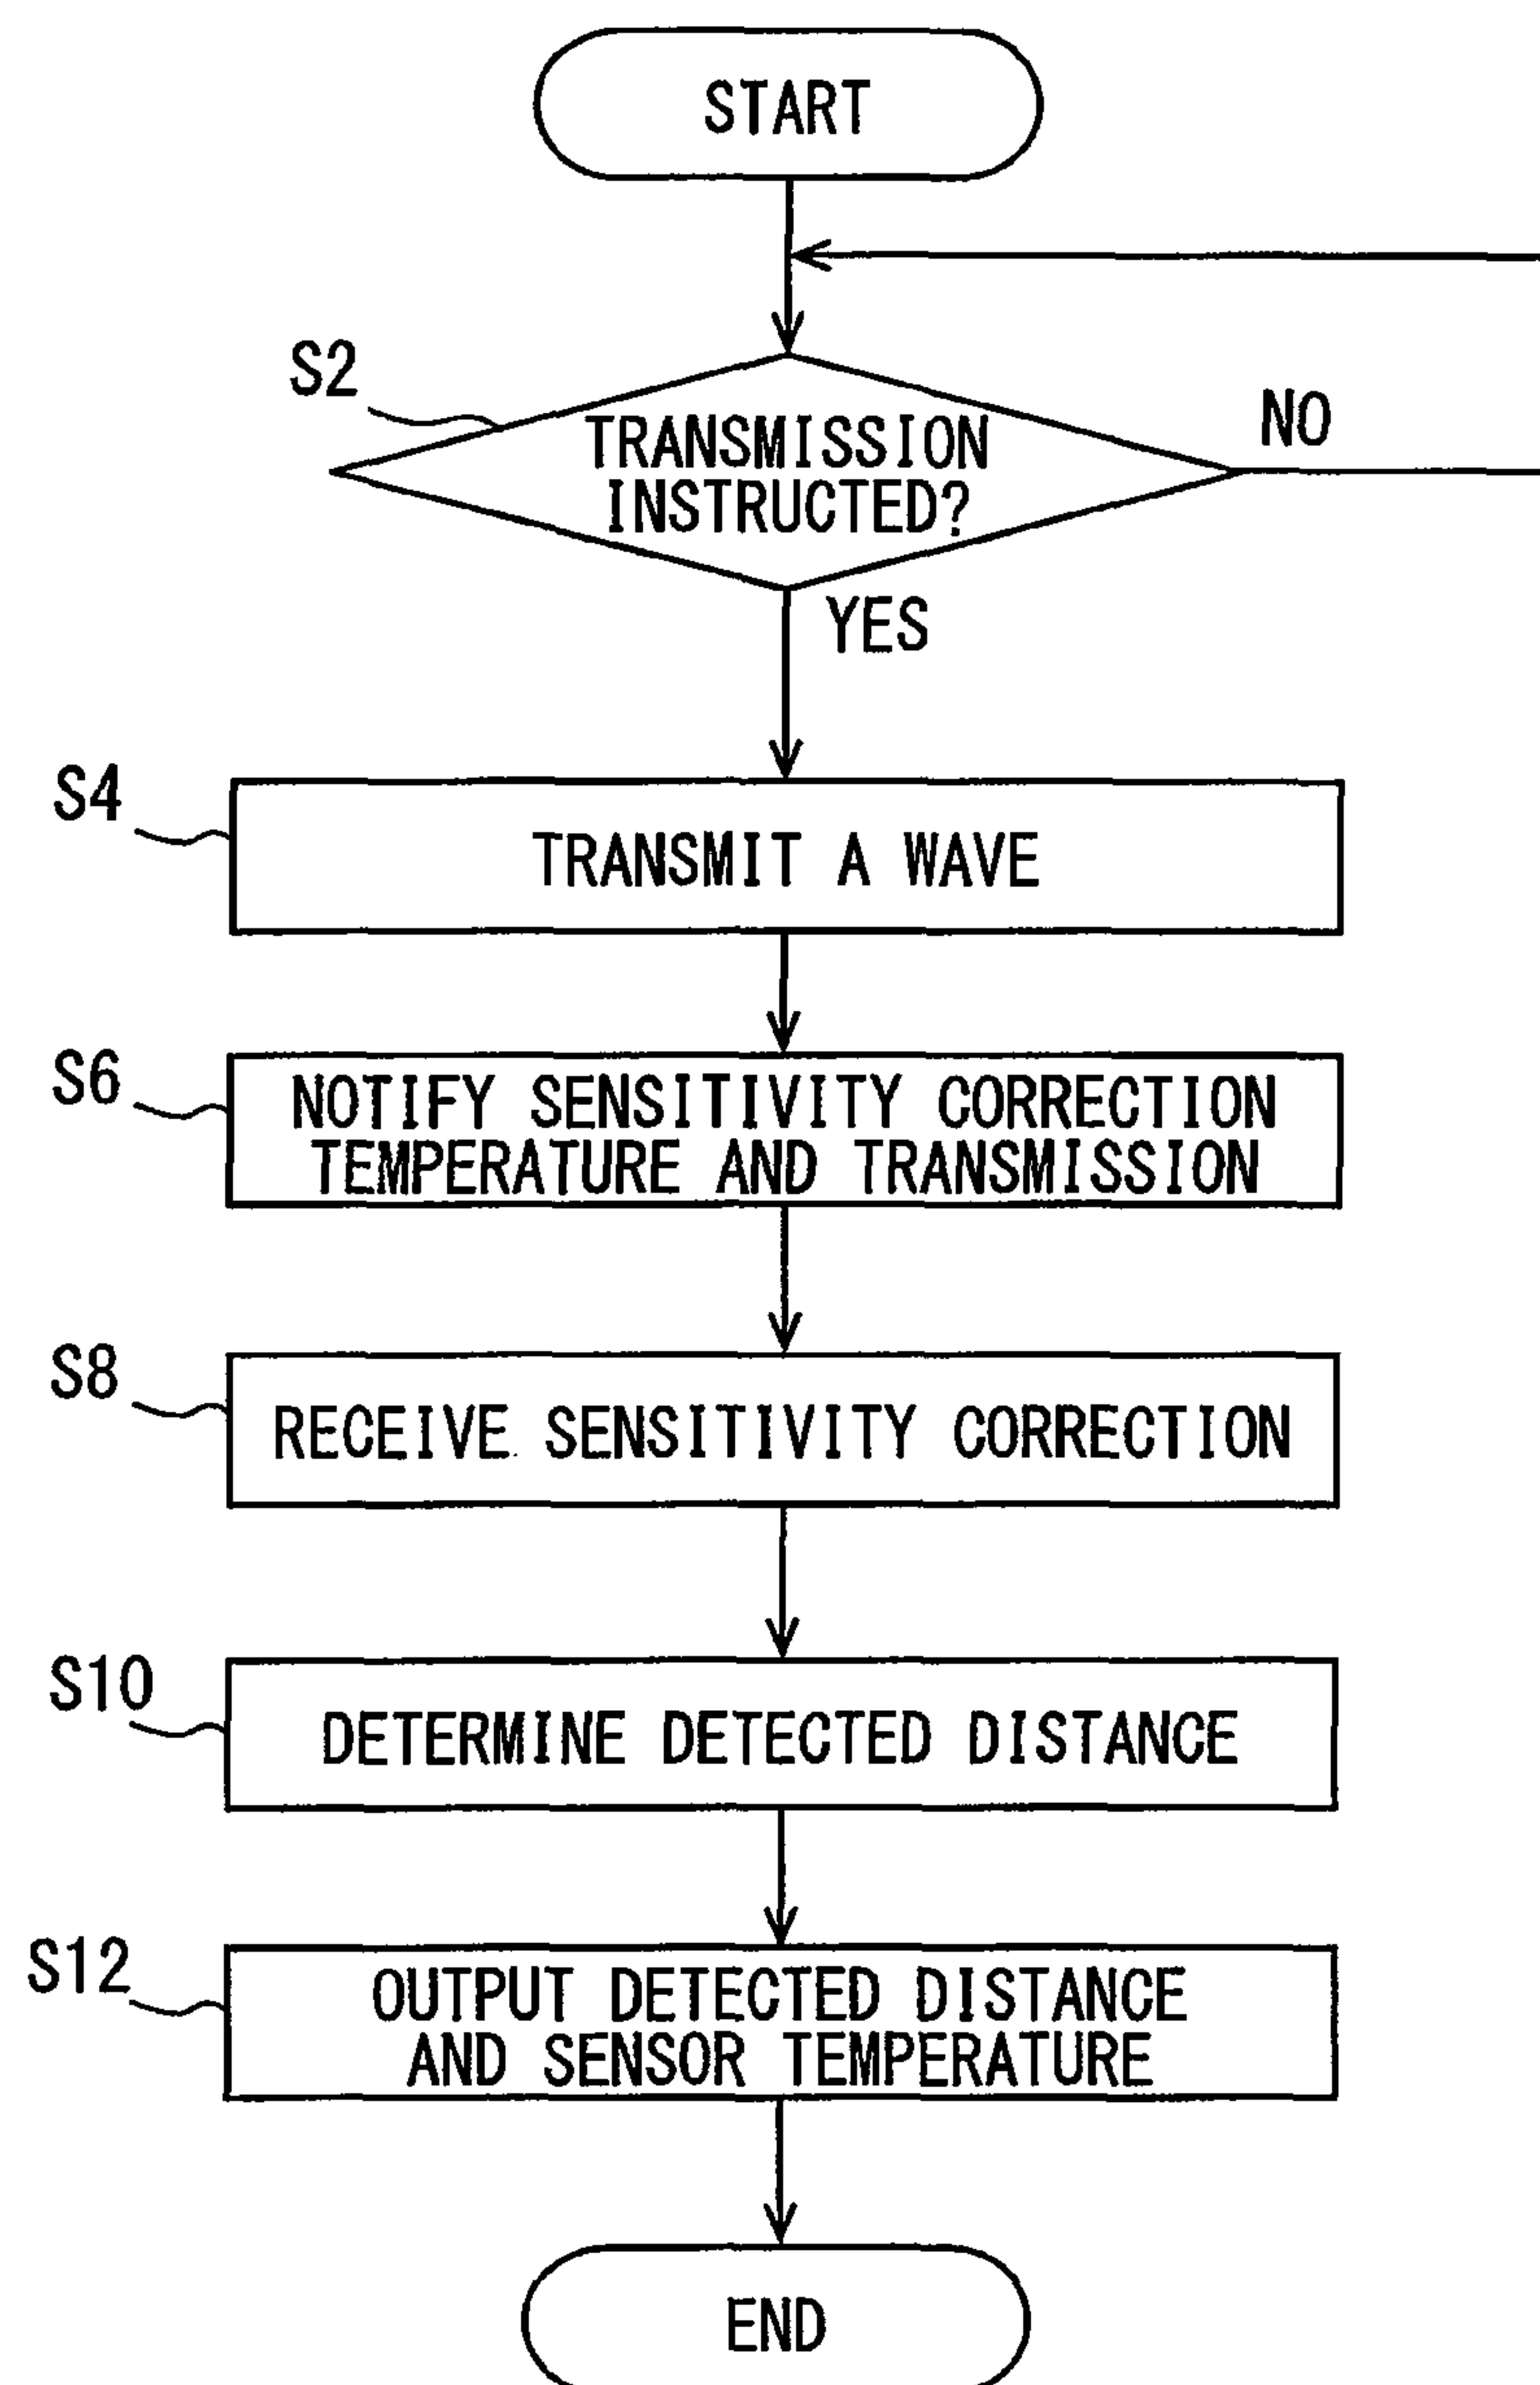 START
S2
TRANSMISSION
INSTRUCTED?
NO
YES
S4
TRANSMIT A WAVE
S6
NOTIFY SENSITIVITY CORRECTION
TEMPERATURE AND TRANSMISSION
S8
RECEIVE SENSITIVITY CORRECTION
S10
DETERMINE DETECTED DISTANCE
S12
OUTPUT DETECTED DISTANCE
AND SENSOR TEMPERATURE
END